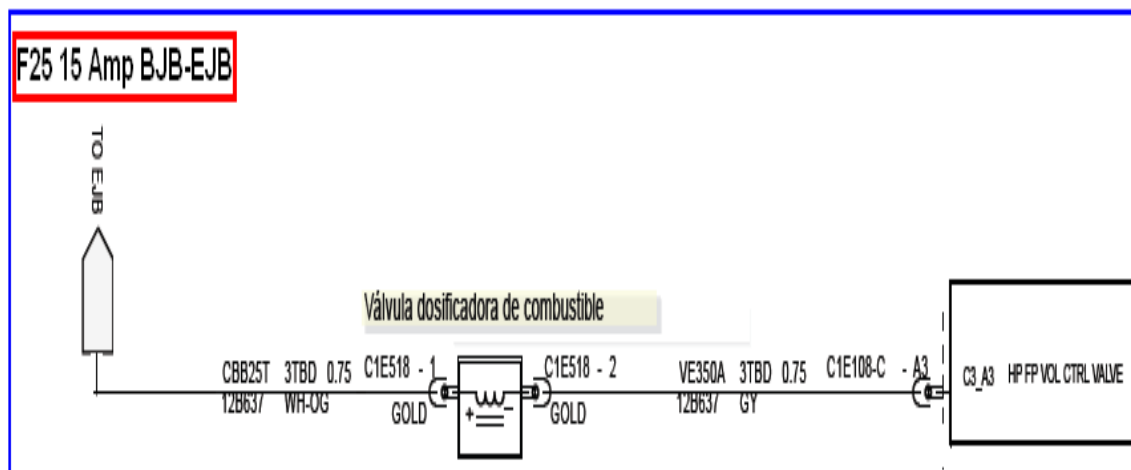 F25 15 Amp BJB-EJB
TO EJB
Válvula dosificadora de combustible
CBB25T 3TBD 0.75 C1E518 - 1
12B637 WH-OG
GOLD
+ -
C1E518 - 2
GOLD
VE350A 3TBD 0.75
12B637 GY
C1E108-C - A3
C3_A3 HP FP VOL CTRL VALVE